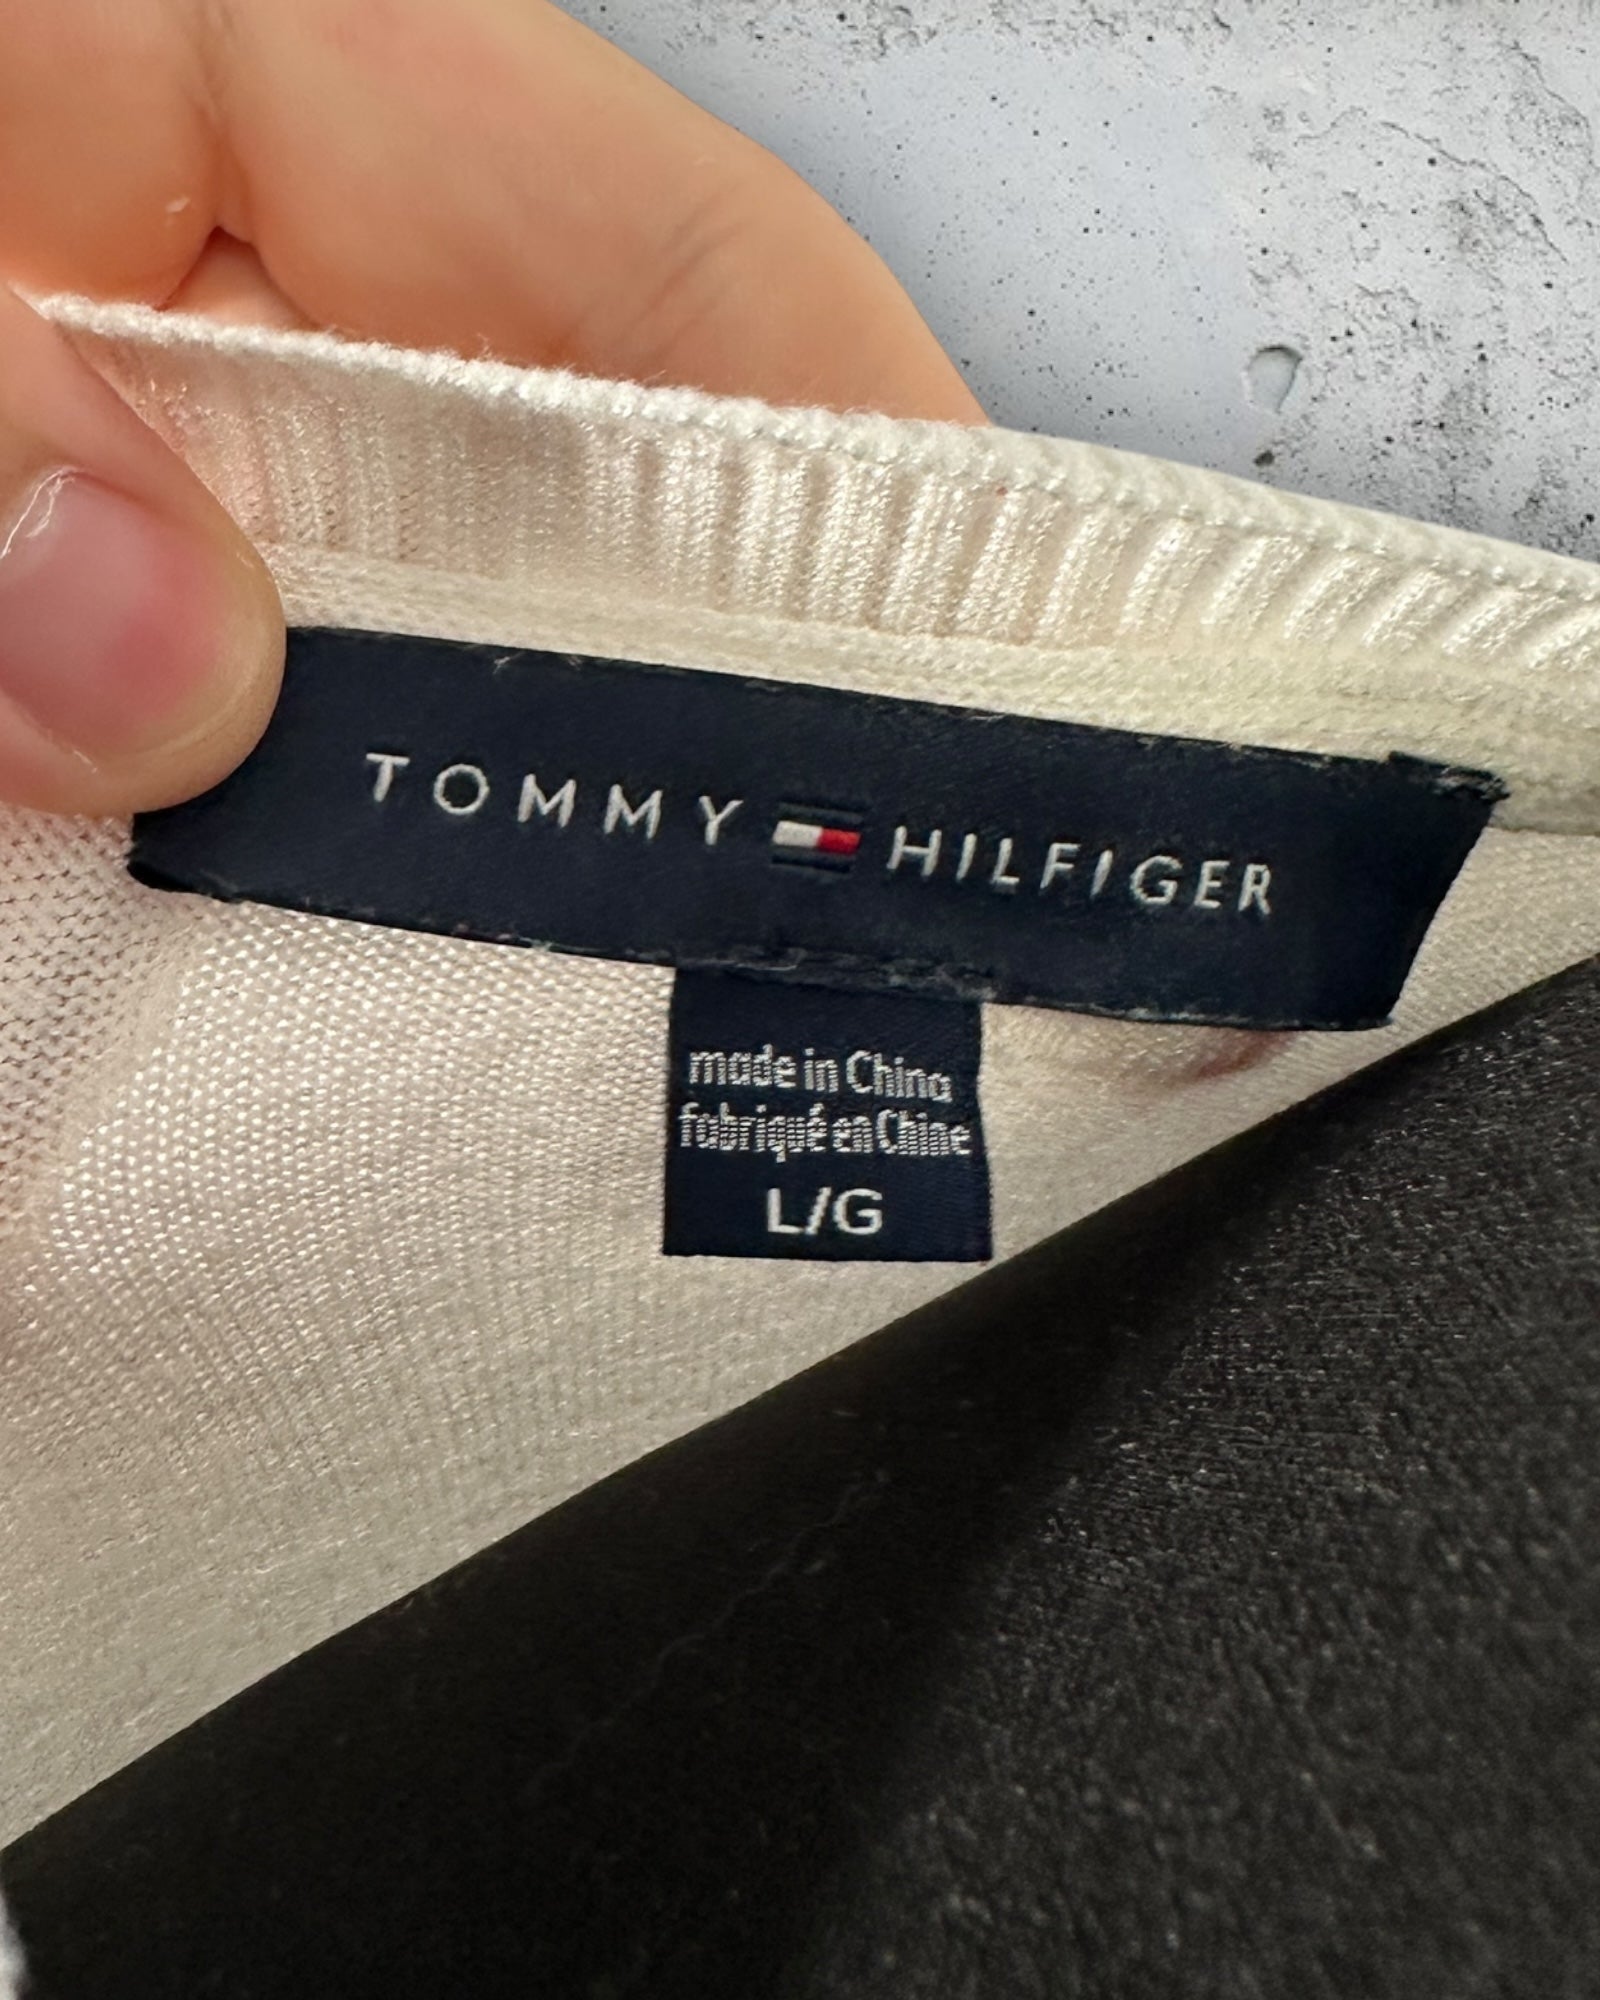 TOMMY HILFIGER
made in China
fabriqué en Chine
L/G